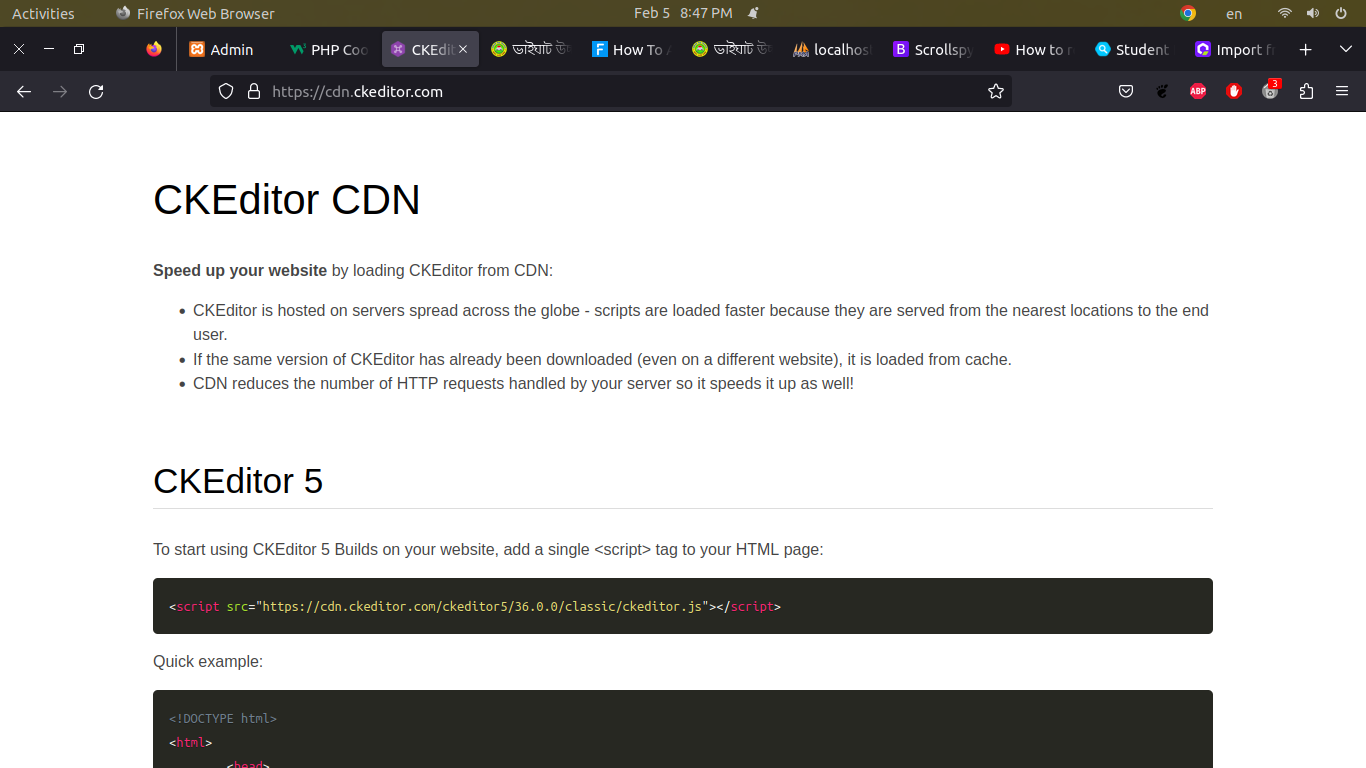 Activities Firefox Web Browser Feb 5 8:47 PM en
Admin PHP Coo CKEdit ভাইঘাট How To ভাইঘাট localhos Scrollspy How to Student Import
https://cdn.ckeditor.com ABP 3
CKEditor CDN
Speed up your website by loading CKEditor from CDN:
CKEditor is hosted on servers spread across the globe - scripts are loaded faster because they are served from the nearest locations to the end
user.
If the same version of CKEditor has already been downloaded (even on a different website), it is loaded from cache.
CDN reduces the number of HTTP requests handled by your server so it speeds it up as well!
CKEditor 5
To start using CKEditor 5 Builds on your website, add a single <script> tag to your HTML page:
<script src="https://cdn.ckeditor.com/ckeditor5/36.0.0/classic/ckeditor.js"></script>
Quick example:
<!DOCTYPE html>
<html>
<head>